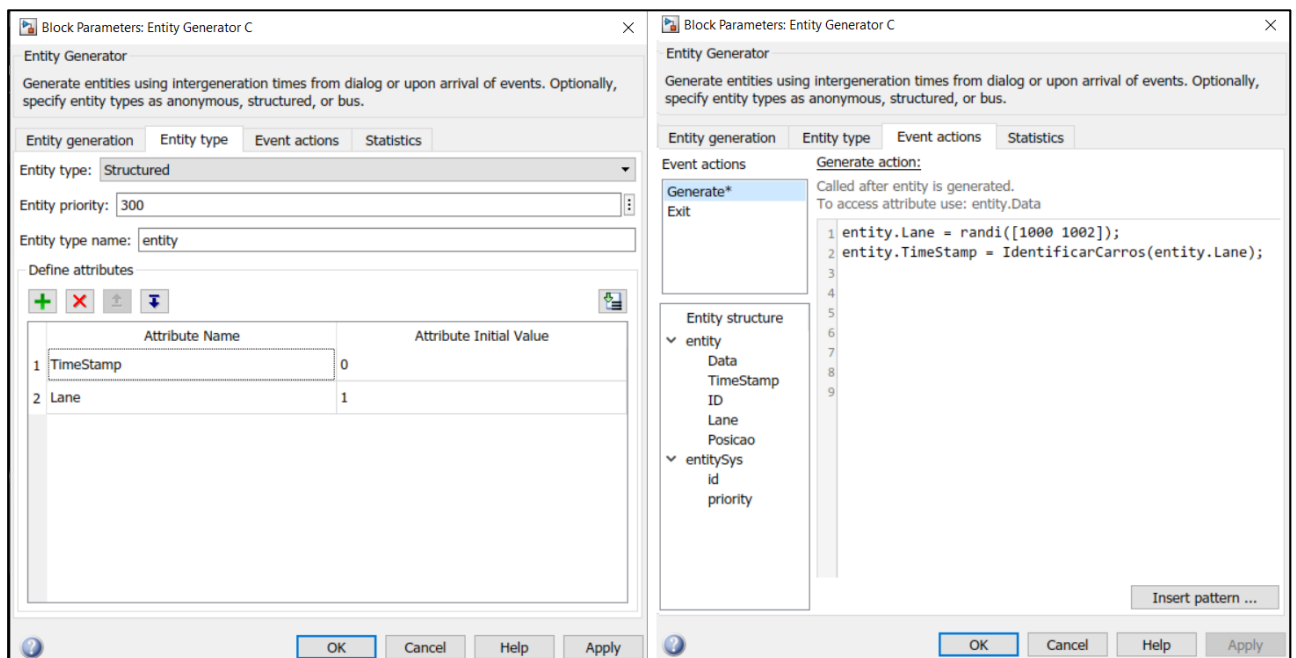 Block Parameters: Entity Generator C
Entity Generator
Generate entities using intergeneration times from dialog or upon arrival of events. Optionally,
specify entity types as anonymous, structured, or bus.
Entity generation Entity type Event actions Statistics
Entity type: Structured
Entity priority: 300
Entity type name: entity
Define attributes
Attribute Name Attribute Initial Value
1 TimeStamp 0
2 Lane 1
OK Cancel Help Apply
Block Parameters: Entity Generator C
Entity Generator
Generate entities using intergeneration times from dialog or upon arrival of events. Optionally,
specify entity types as anonymous, structured, or bus.
Entity generation Entity type Event actions Statistics
Event actions
Generate*
Exit
Generate action:
Called after entity is generated.
To access attribute use: entity.Data
1 entity.Lane = randi([1000 1002]);
2 entity.TimeStamp = IdentificarCarros(entity.Lane);
3
4
5
6
7
8
9
Entity structure
entity
Data
TimeStamp
ID
Lane
Posicao
entitySys
id
priority
Insert pattern ...
OK Cancel Help Apply